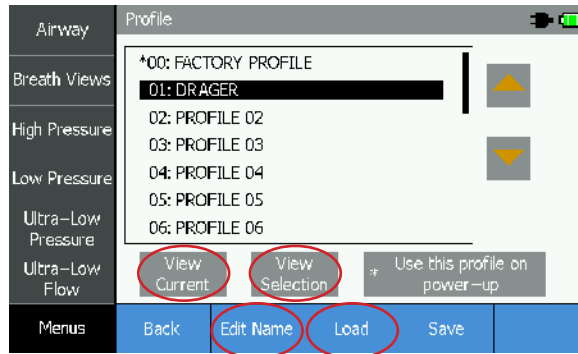 Profile
Airway
Breath Views
High Pressure
Low Pressure
Ultra-Low
Pressure
Ultra-Low
Flow
Menus
*00: FACTORY PROFILE
01: DRAGER
02: PROFILE 02
03: PROFILE 03
04: PROFILE 04
05: PROFILE 05
06: PROFILE 06
View
Current
View
Selection
* Use this profile on
power-up
Back
Edit Name
Load
Save